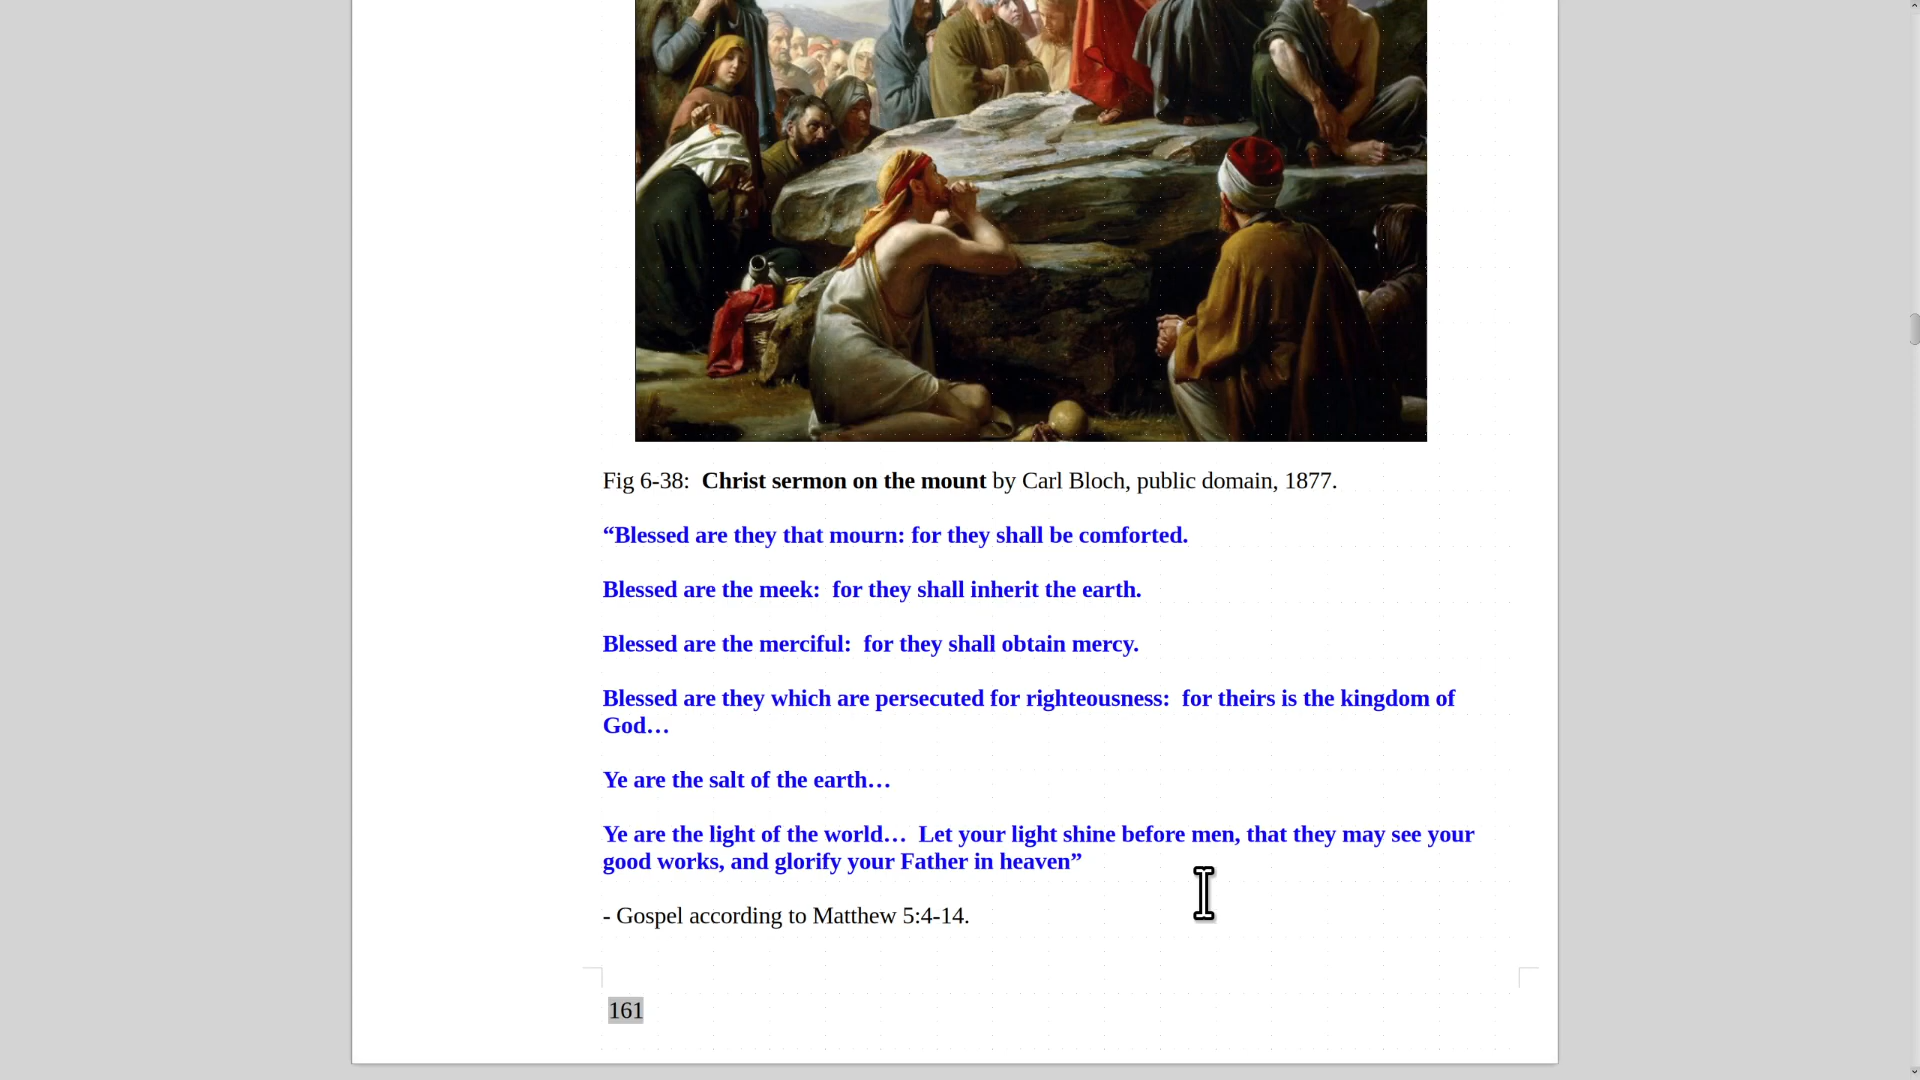 Fig 6-38:  Christ sermon on the mount by Carl Bloch, public domain, 1877.
“Blessed are they that mourn: for they shall be comforted.
Blessed are the meek:  for they shall inherit the earth.
Blessed are the merciful:  for they shall obtain mercy.
Blessed are they which are persecuted for righteousness:  for theirs is the kingdom of
God…
Ye are the salt of the earth…
Ye are the light of the world…  Let your light shine before men, that they may see your
good works, and glorify your Father in heaven”
- Gospel according to Matthew 5:4-14.
161